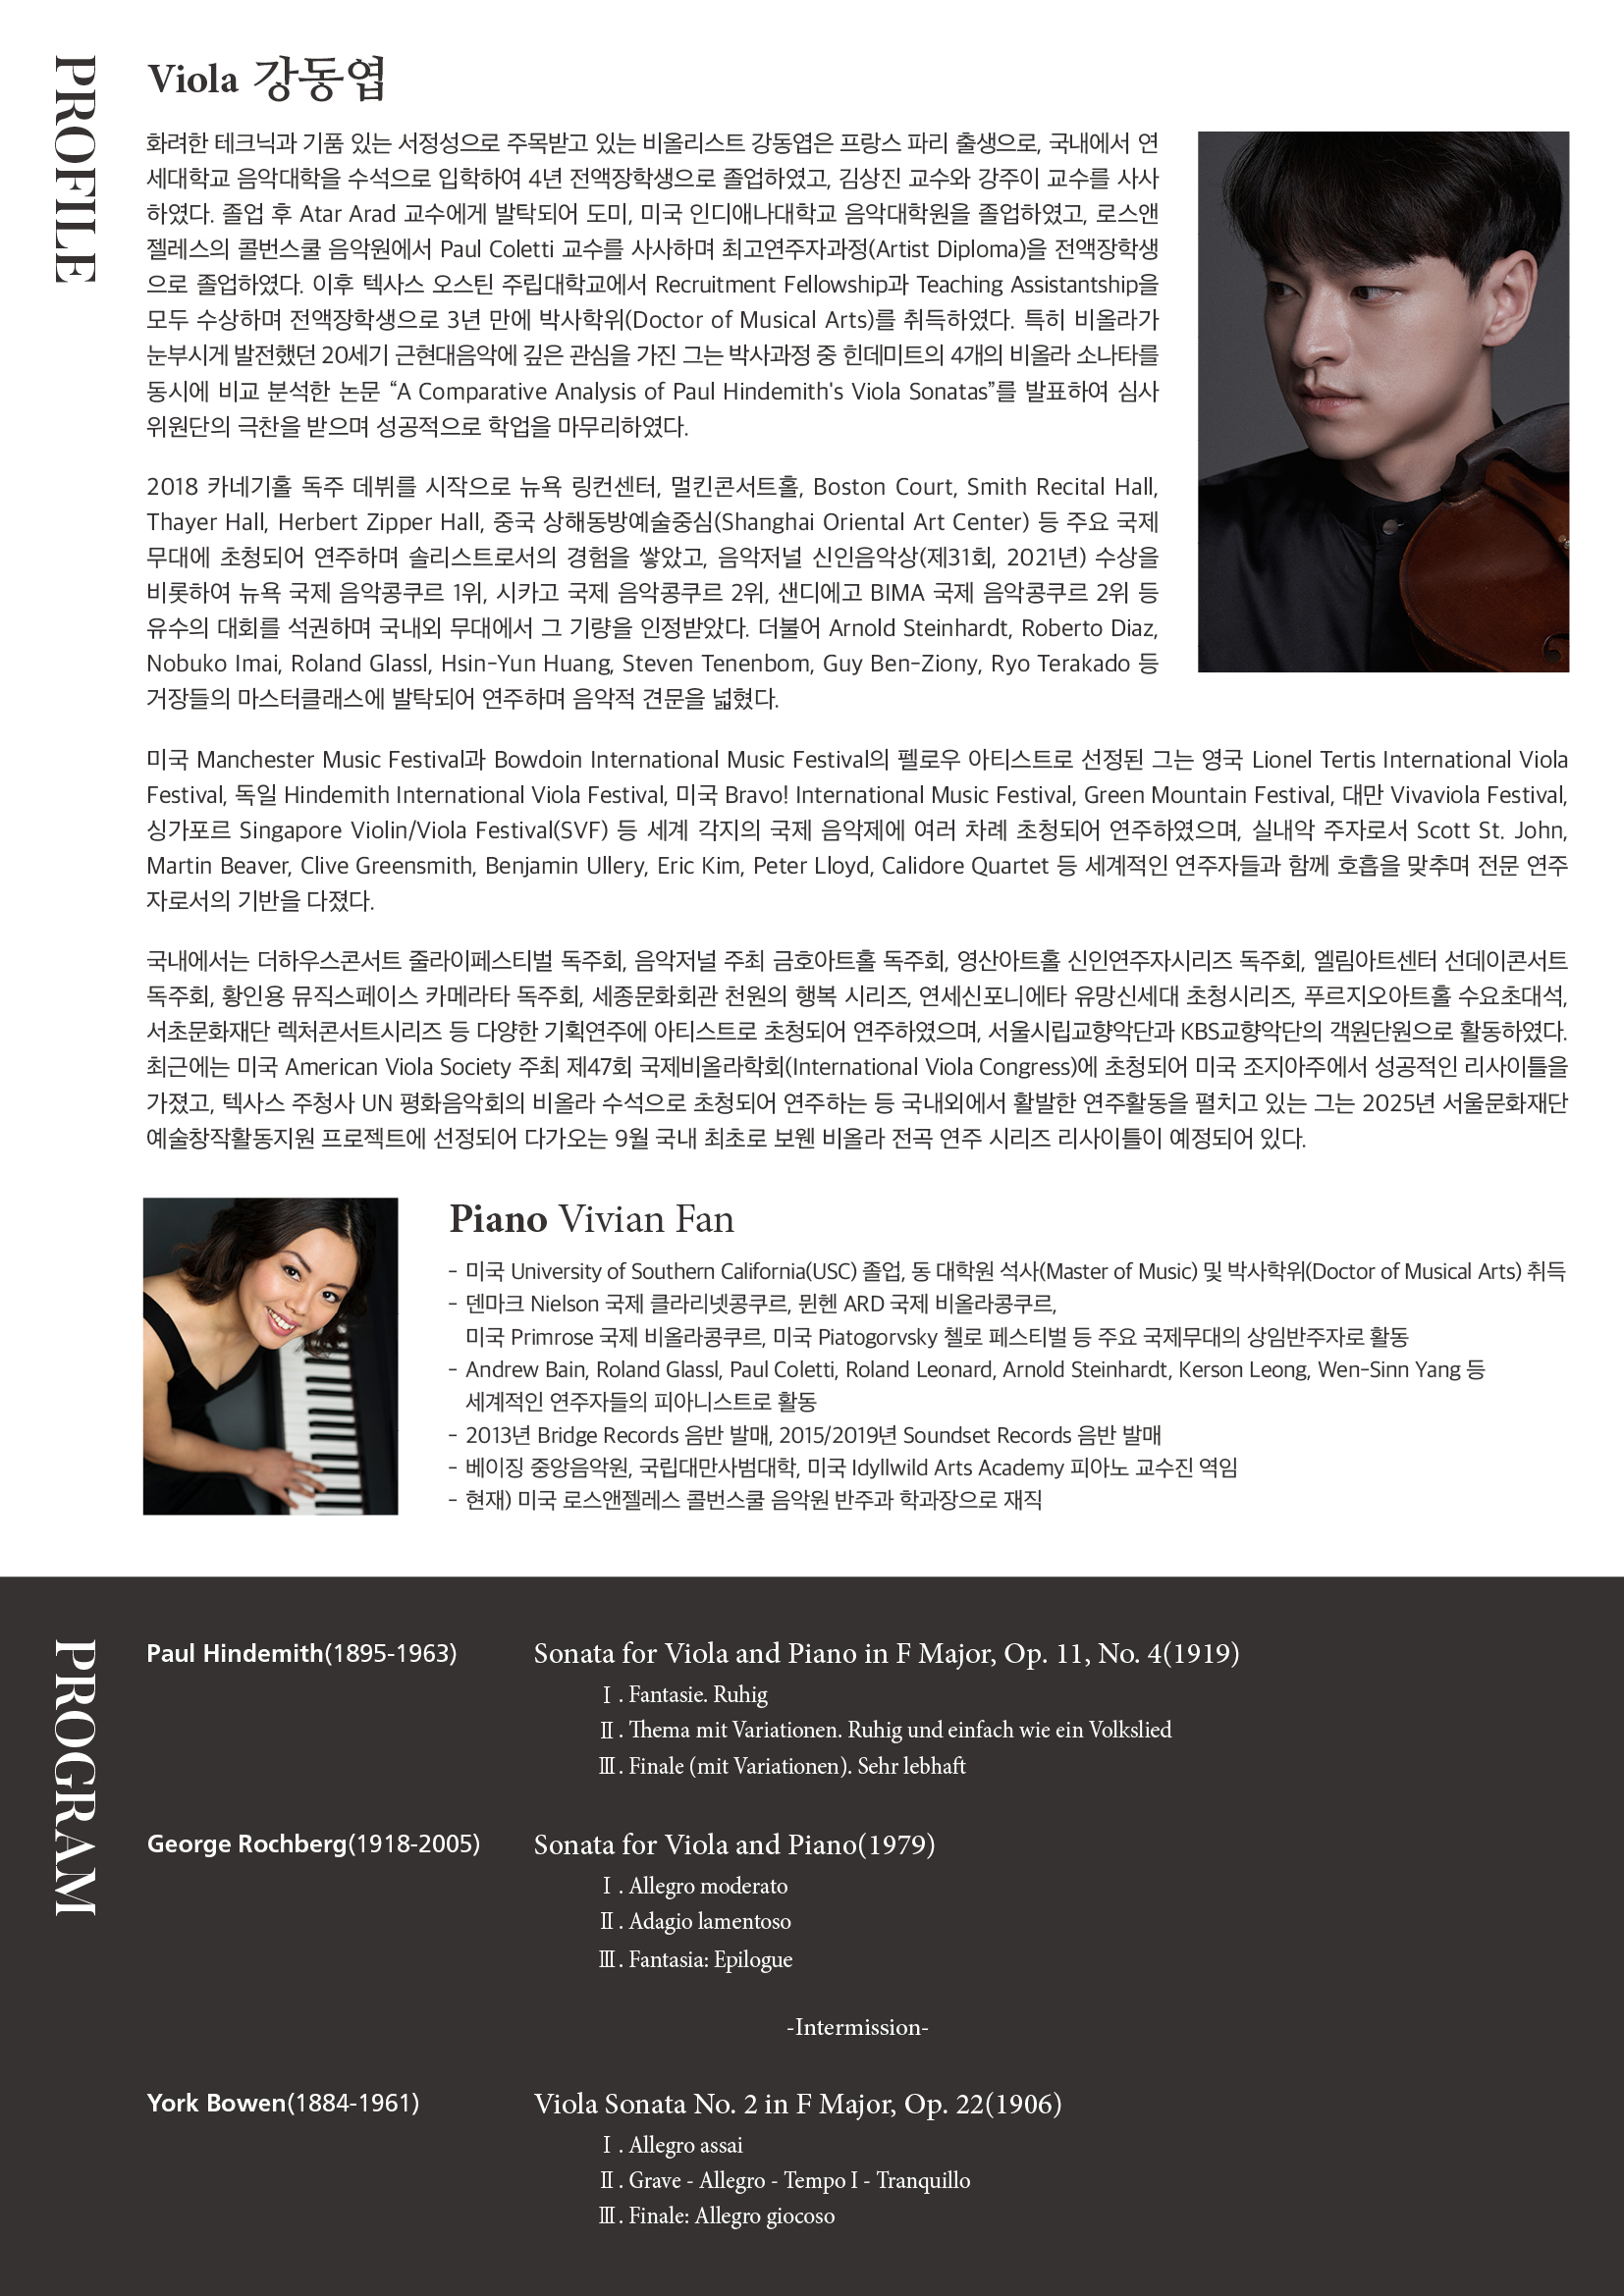 PROFILE
Viola 강동엽
화려한 테크닉과 기품 있는 서정성으로 주목받고 있는 비올리스트 강동엽은 프랑스 파리 출생으로, 국내에서 연
세대학교 음악대학을 수석으로 입학하여 4년 전액장학생으로 졸업하였고, 김상진 교수와 강주이 교수를 사사
하였다. 졸업 후 Atar Arad 교수에게 발탁되어 도미, 미국 인디애나대학교 음악대학원을 졸업하였고, 로스앤
젤레스의 콜번스쿨 음악원에서 Paul Coletti 교수를 사사하며 최고연주자과정(Artist Diploma)을 전액장학생
으로 졸업하였다. 이후 텍사스 오스틴 주립대학교에서 Recruitment Fellowship과 Teaching Assistantship을
모두 수상하며 전액장학생으로 3년 만에 박사학위(Doctor of Musical Arts)를 취득하였다. 특히 비올라가
눈부시게 발전했던 20세기 근현대음악에 깊은 관심을 가진 그는 박사과정 중 힌데미트의 4개의 비올라 소나타를
동시에 비교 분석한 논문 “A Comparative Analysis of Paul Hindemith's Viola Sonatas”를 발표하여 심사
위원단의 극찬을 받으며 성공적으로 학업을 마무리하였다.
2018 카네기홀 독주 데뷔를 시작으로 뉴욕 링컨센터, 멀킨콘서트홀, Boston Court, Smith Recital Hall,
Thayer Hall, Herbert Zipper Hall, 중국 상해동방예술중심(Shanghai Oriental Art Center) 등 주요 국제
무대에 초청되어 연주하며 솔리스트로서의 경험을 쌓았고, 음악저널 신인음악상(제31회, 2021년) 수상을
비롯하여 뉴욕 국제 음악콩쿠르 1위, 시카고 국제 음악콩쿠르 2위, 샌디에고 BIMA 국제 음악콩쿠르 2위 등
유수의 대회를 석권하며 국내외 무대에서 그 기량을 인정받았다. 더불어 Arnold Steinhardt, Roberto Diaz,
Nobuko Imai, Roland Glassl, Hsin-Yun Huang, Steven Tenenbom, Guy Ben-Ziony, Ryo Terakado 등
거장들의 마스터클래스에 발탁되어 연주하며 음악적 견문을 넓혔다.
미국 Manchester Music Festival과 Bowdoin International Music Festival의 펠로우 아티스트로 선정된 그는 영국 Lionel Tertis International Viola
Festival, 독일 Hindemith International Viola Festival, 미국 Bravo! International Music Festival, Green Mountain Festival, 대만 Vivaviola Festival,
싱가포르 Singapore Violin/Viola Festival(SVF) 등 세계 각지의 국제 음악제에 여러 차례 초청되어 연주하였으며, 실내악 주자로서 Scott St. John,
Martin Beaver, Clive Greensmith, Benjamin Ullery, Eric Kim, Peter Lloyd, Calidore Quartet 등 세계적인 연주자들과 함께 호흡을 맞추며 전문 연주
자로서의 기반을 다졌다.
국내에서는 더하우스콘서트 줄라이페스티벌 독주회, 음악저널 주최 금호아트홀 독주회, 영산아트홀 신인연주자시리즈 독주회, 엘림아트센터 선데이콘서트
독주회, 황인용 뮤직스페이스 카메라타 독주회, 세종문화회관 천원의 행복 시리즈, 연세신포니에타 유망신세대 초청시리즈, 푸르지오아트홀 수요초대석,
서초문화재단 렉처콘서트시리즈 등 다양한 기획연주에 아티스트로 초청되어 연주하였으며, 서울시립교향악단과 KBS교향악단의 객원단원으로 활동하였다.
최근에는 미국 American Viola Society 주최 제47회 국제비올라학회(International Viola Congress)에 초청되어 미국 조지아주에서 성공적인 리사이틀을
가졌고, 텍사스 주청사 UN 평화음악회의 비올라 수석으로 초청되어 연주하는 등 국내외에서 활발한 연주활동을 펼치고 있는 그는 2025년 서울문화재단
예술창작활동지원 프로젝트에 선정되어 다가오는 9월 국내 최초로 보웬 비올라 전곡 연주 시리즈 리사이틀이 예정되어 있다.
Piano Vivian Fan
- 미국 University of Southern California(USC) 졸업, 동 대학원 석사(Master of Music) 및 박사학위(Doctor of Musical Arts) 취득
- 덴마크 Nielson 국제 클라리넷콩쿠르, 뮌헨 ARD 국제 비올라콩쿠르,
미국 Primrose 국제 비올라콩쿠르, 미국 Piatogorvsky 첼로 페스티벌 등 주요 국제무대의 상임반주자로 활동
- Andrew Bain, Roland Glassl, Paul Coletti, Roland Leonard, Arnold Steinhardt, Kerson Leong, Wen-Sinn Yang 등
세계적인 연주자들의 피아니스트로 활동
- 2013년 Bridge Records 음반 발매, 2015/2019년 Soundset Records 음반 발매
- 베이징 중앙음악원, 국립대만사범대학, 미국 Idyllwild Arts Academy 피아노 교수진 역임
- 현재) 미국 로스앤젤레스 콜번스쿨 음악원 반주과 학과장으로 재직
PROGRAM
Paul Hindemith(1895-1963) Sonata for Viola and Piano in F Major, Op. 11, No. 4(1919)
Ⅰ. Fantasie. Ruhig
Ⅱ. Thema mit Variationen. Ruhig und einfach wie ein Volkslied
Ⅲ. Finale (mit Variationen). Sehr lebhaft
George Rochberg(1918-2005) Sonata for Viola and Piano(1979)
Ⅰ. Allegro moderato
Ⅱ. Adagio lamentoso
Ⅲ. Fantasia: Epilogue
-Intermission-
York Bowen(1884-1961) Viola Sonata No. 2 in F Major, Op. 22(1906)
Ⅰ. Allegro assai
Ⅱ. Grave - Allegro - Tempo I - Tranquillo
Ⅲ. Finale: Allegro giocoso